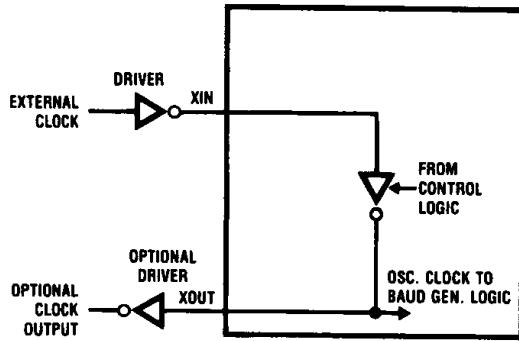 DRIVER
EXTERNAL
CLOCK
XIN
FROM
CONTROL
LOGIC
OPTIONAL
DRIVER
OPTIONAL
CLOCK
OUTPUT
XOUT
OSC. CLOCK TO
BAUD GEN. LOGIC